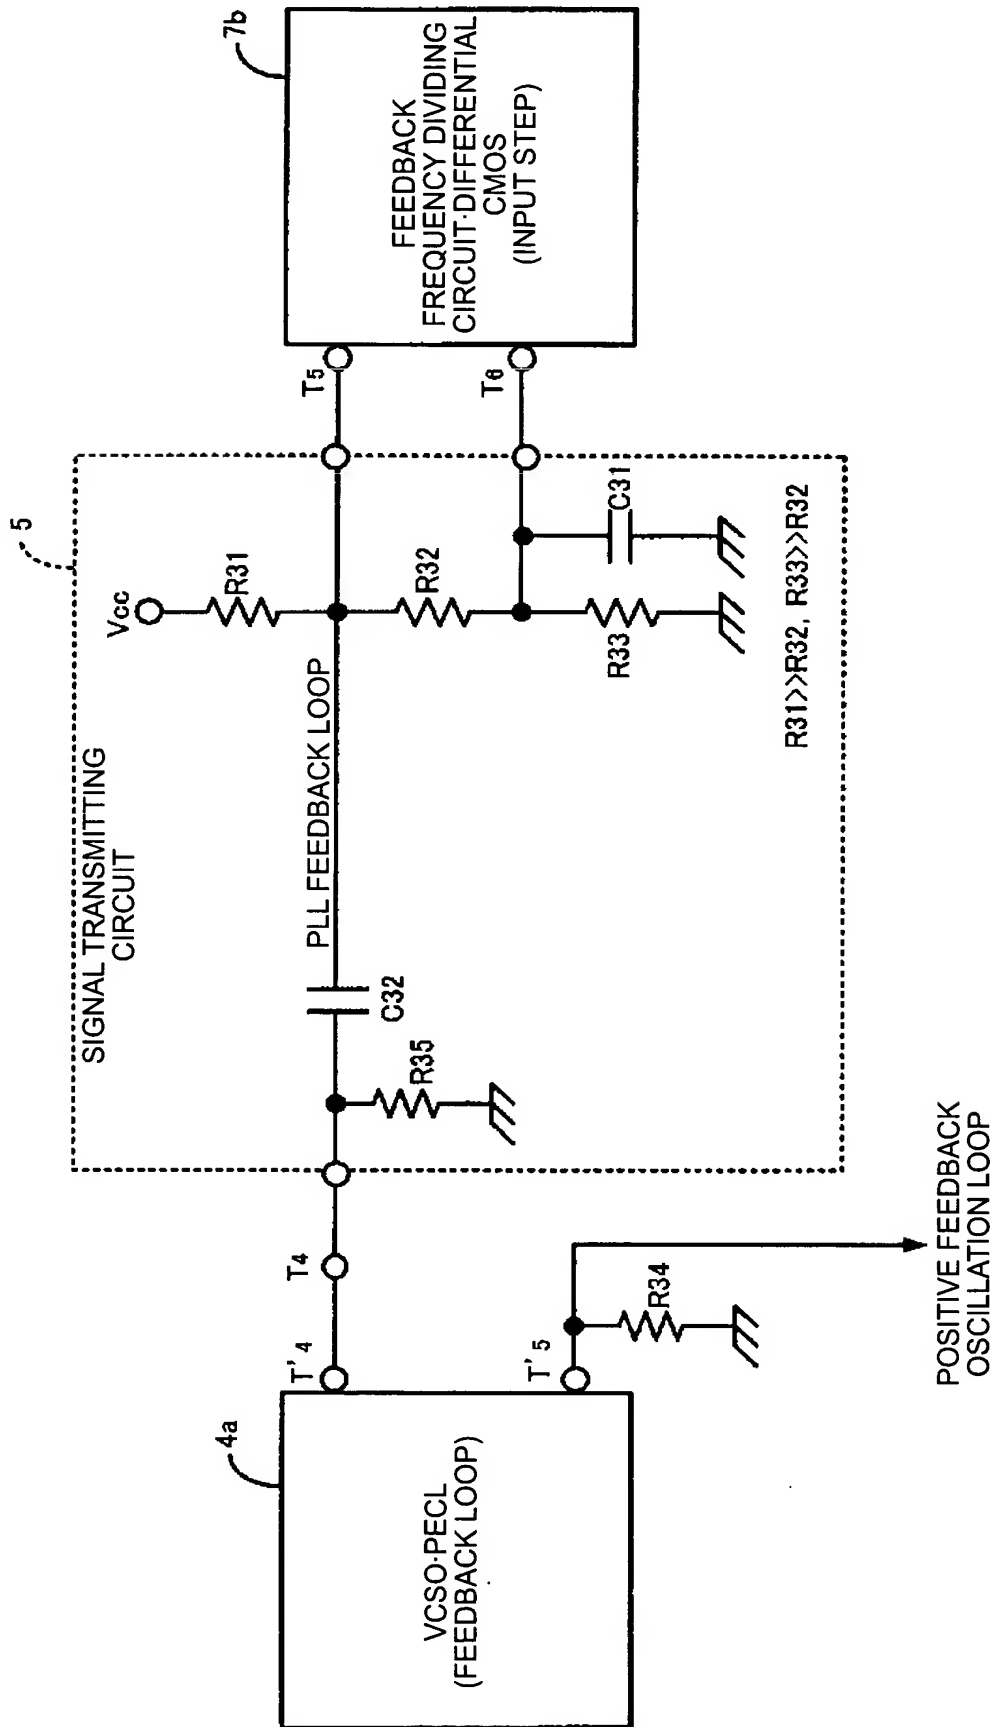 4a
VCSO·PECL
(FEEDBACK LOOP)
T'4
T'5
T4
R34
POSITIVE FEEDBACK
OSCILLATION LOOP
5
SIGNAL TRANSMITTING
CIRCUIT
R35
C32
PLL FEEDBACK LOOP
Vcc
R31
R32
R33
C31
R31>>R32, R33>>R32
T5
T6
7b
FEEDBACK
FREQUENCY DIVIDING
CIRCUIT·DIFFERENTIAL
CMOS
(INPUT STEP)